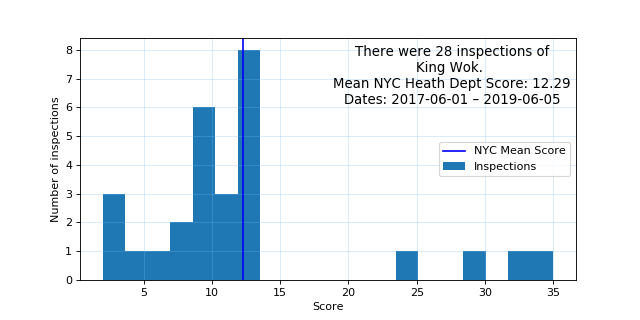 There were 28 inspections of
King Wok.
Mean NYC Heath Dept Score: 12.29
Dates: 2017-06-01 – 2019-06-05
NYC Mean Score
Inspections
Number of inspections
8
7
6
5
4
3
2
1
0
5 10 15 20 25 30 35
Score